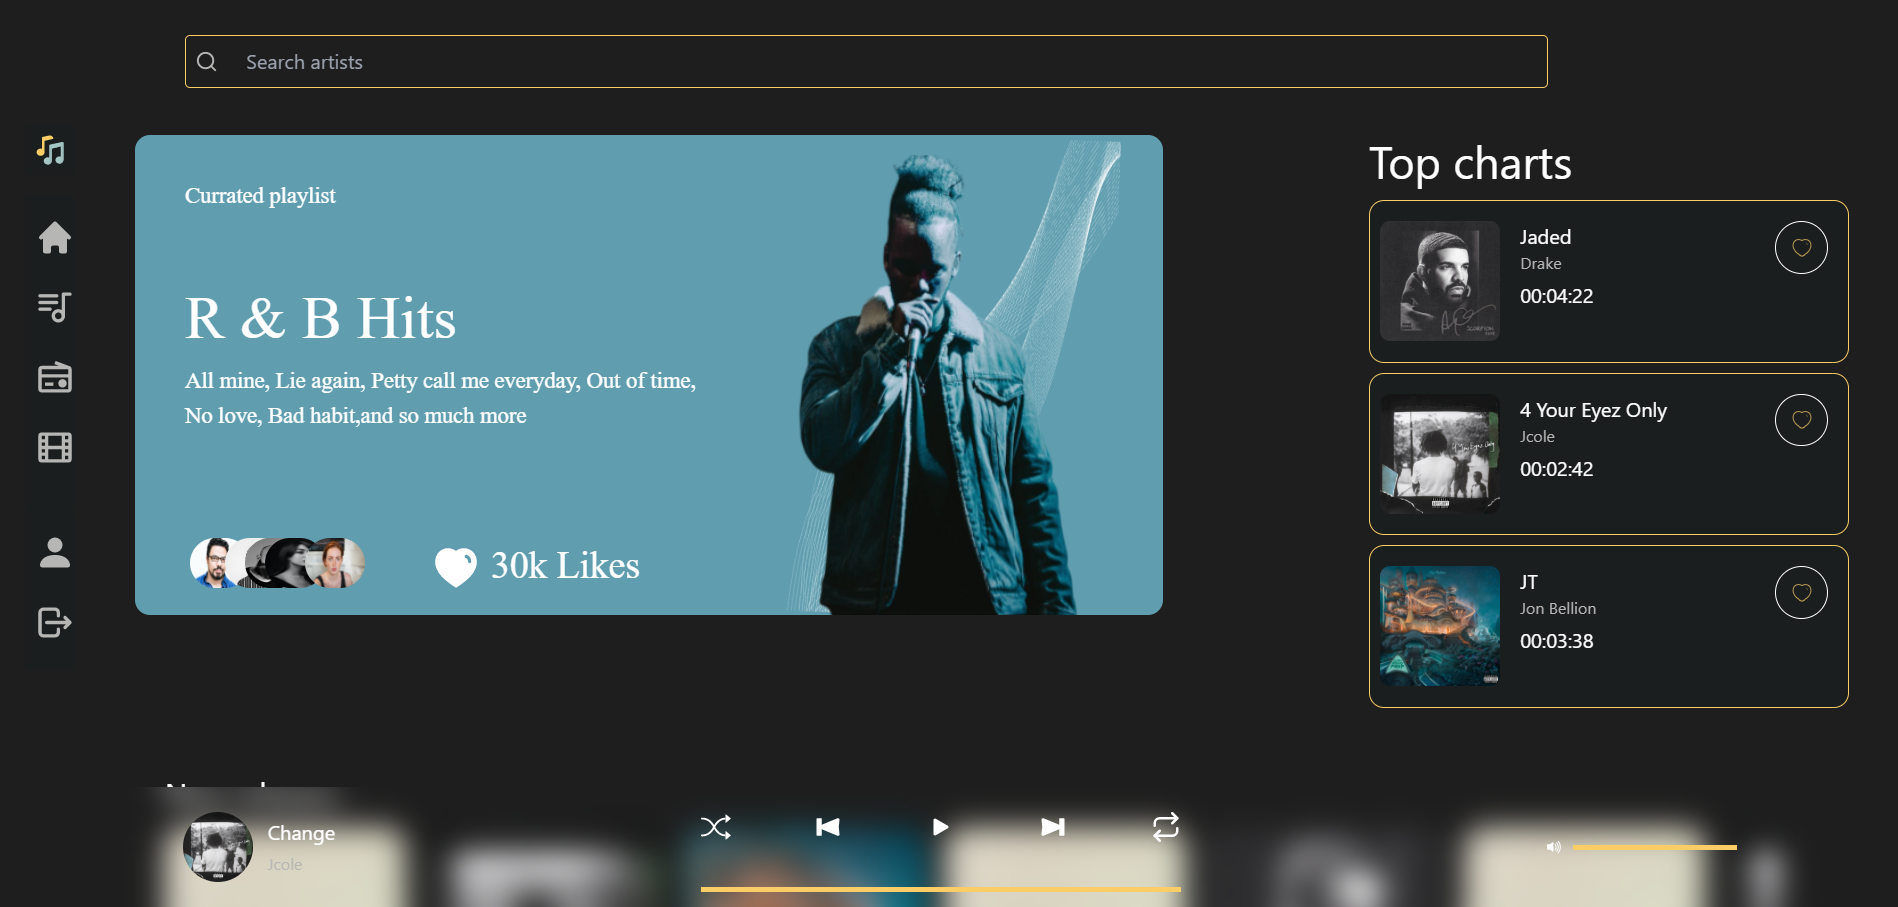 Search artists
Currated playlist
R & B Hits
All mine, Lie again, Petty call me everyday, Out of time,
No love, Bad habit,and so much more
30k Likes
Top charts
Jaded
Drake
00:04:22
4 Your Eyez Only
Jcole
00:02:42
JT
Jon Bellion
00:03:38
Change
Jcole